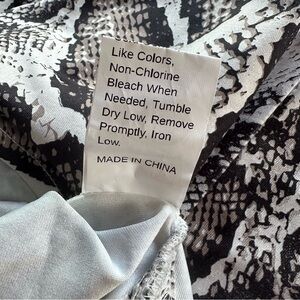 Like Colors,
Non-Chlorine
Bleach When
Needed, Tumble
Dry Low, Remove
Promptly. Iron
Low.
MADE IN CHINA